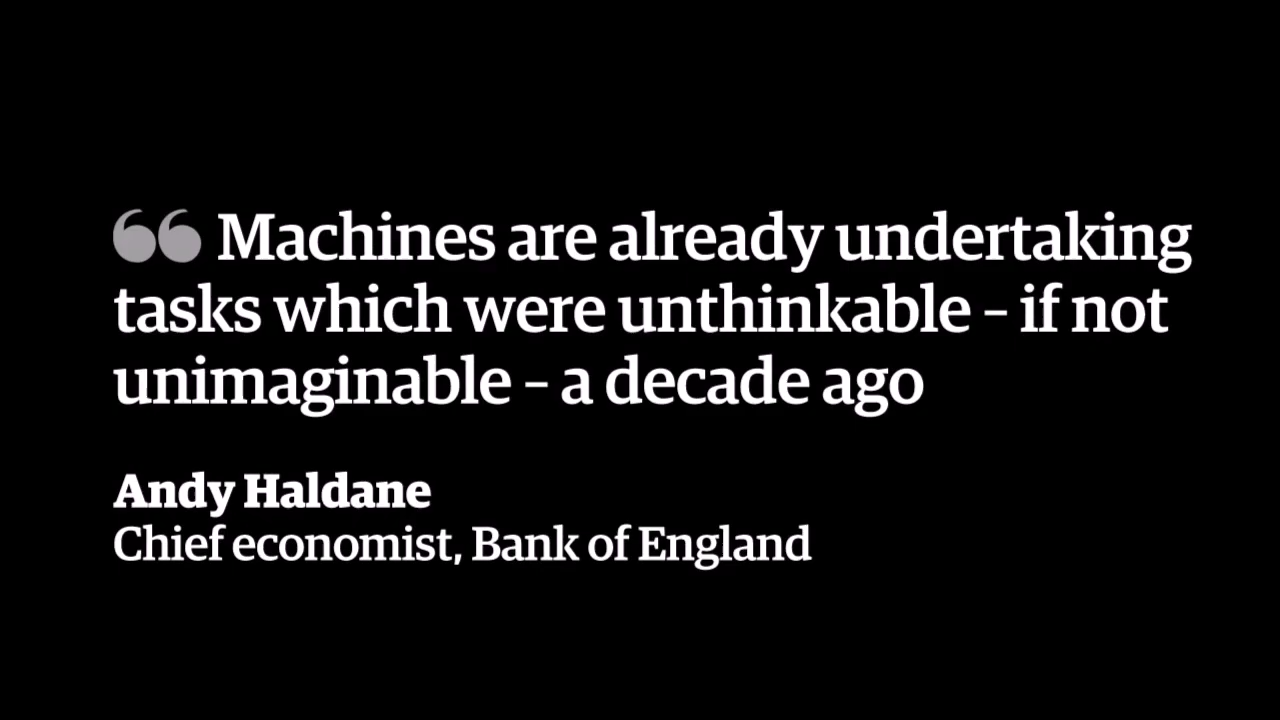 “Machines are already undertaking
tasks which were unthinkable – if not
unimaginable – a decade ago
Andy Haldane
Chief economist, Bank of England